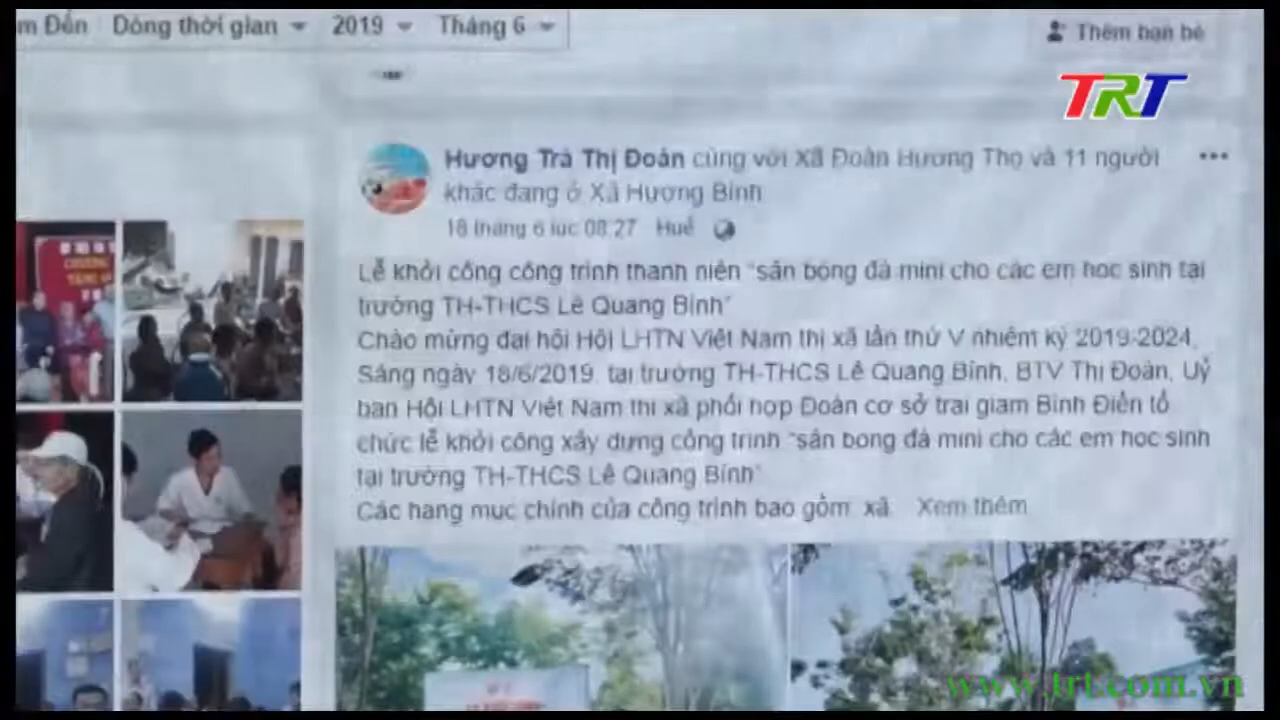 m Đến Dòng thời gian 2019 Tháng 6
Thêm bạn bè
TRT
Hương Trà Thị Đoàn cùng với Xã Đoàn Hương Thọ và 11 người
khác đang ở Xã Hương Bình
18 tháng 6 lúc 08:27 Huế
Lễ khởi công công trình thanh niên "sân bóng đá mini cho các em học sinh tại
trường TH-THCS Lê Quang Bính"
Chào mừng đại hội Hội LHTN Việt Nam thị xã lần thứ V nhiệm kỳ 2019-2024,
Sáng ngày 18/6/2019, tại trường TH-THCS Lê Quang Bính, BTV Thị Đoàn, Uỷ
ban Hội LHTN Việt Nam thị xã phối hợp Đoàn cơ sở trại giam Bình Điền tổ
chức lễ khởi công xây dựng công trình "sân bóng đá mini cho các em học sinh
tại trường TH-THCS Lê Quang Bính"
Các hạng mục chính của công trình bao gồm: xã Xem thêm
www.trt.com.vn